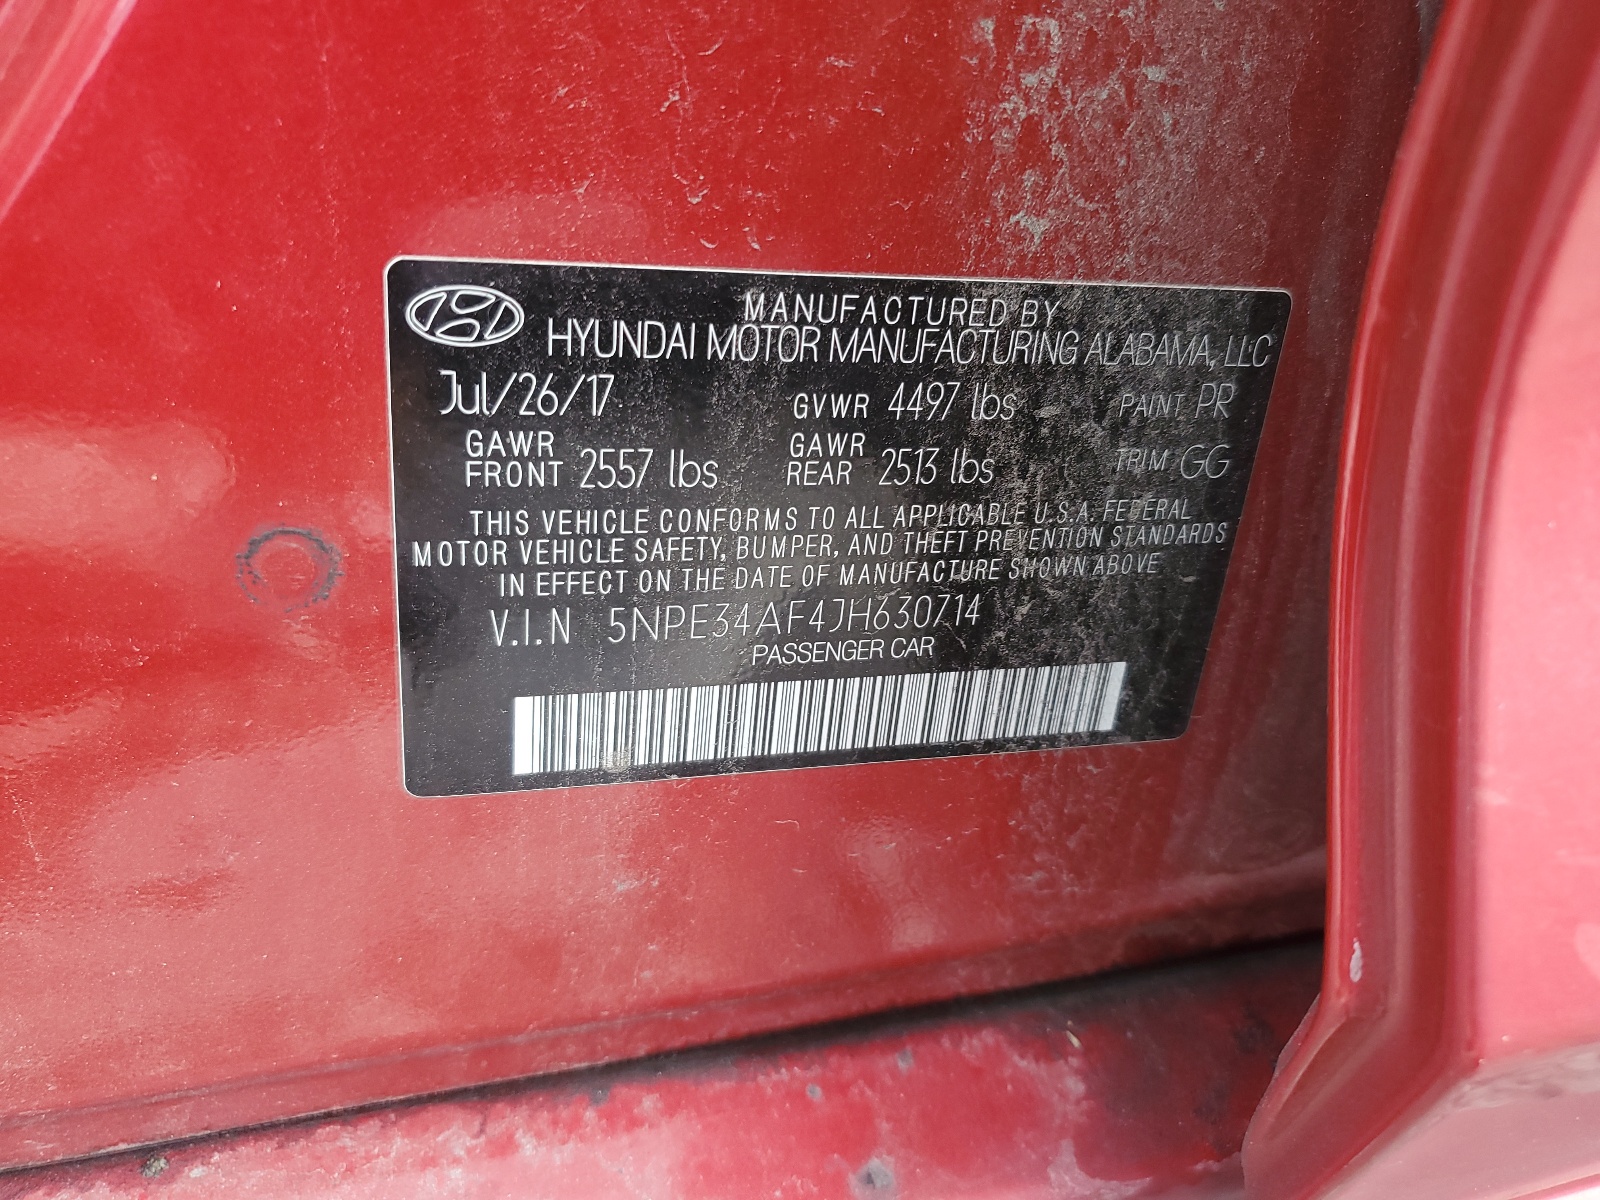 MANUFACTURED BY
HYUNDAI MOTOR MANUFACTURING ALABAMA, LLC
Jul/26/17 GVWR 4497 lbs PAINT PR
GAWR FRONT 2557 lbs GAWR REAR 2513 lbs TRIM GG
THIS VEHICLE CONFORMS TO ALL APPLICABLE U.S.A. FEDERAL
MOTOR VEHICLE SAFETY, BUMPER, AND THEFT PREVENTION STANDARDS
IN EFFECT ON THE DATE OF MANUFACTURE SHOWN ABOVE
V.I.N 5NPE34AF4JH630714
PASSENGER CAR